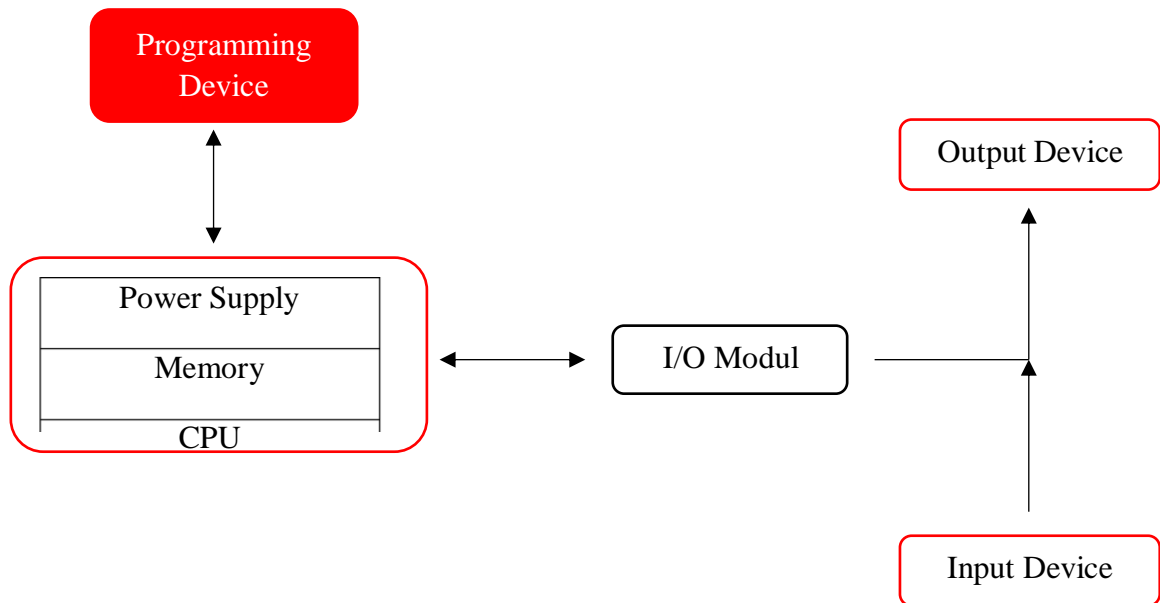 Programming
Device
Output Device
Power Supply
Memory
CPU
I/O Modul
Input Device